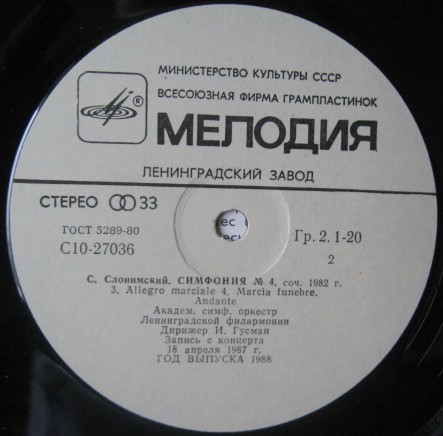 МИНИСТЕРСТВО КУЛЬТУРЫ СССР
ВСЕСОЮЗНАЯ ФИРМА ГРАМПЛАСТИНОК
®
МЕЛОДИЯ
ЛЕНИНГРАДСКИЙ ЗАВОД
СТЕРЕО 33
ГОСТ 5289-80
С10-27036
Гр. 2. 1-20
2
С. Слонимский, СИМФОНИЯ № 4, соч. 1982 г.
3. Allegro marciale 4. Marcia funebre.
Andante
Академ. симф. оркестр
Ленинградской филармонии
Дирижер И. Гусман
Запись с концерта
18 апреля 1987 г.
ГОД ВЫПУСКА 1988